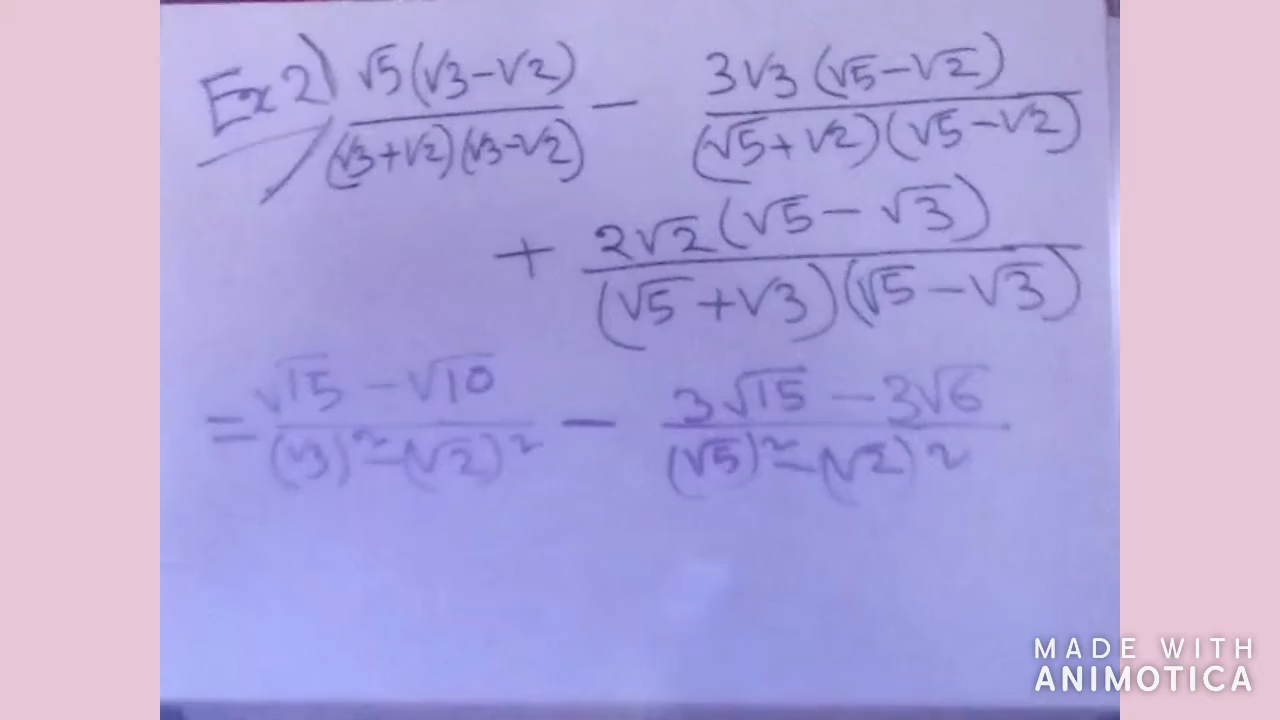 Ex 2) √5(√3-√2) / (√3+√2)(√3-√2) - 3√3(√5-√2) / (√5+√2)(√5-√2)
+ 2√2(√5-√3) / (√5+√3)(√5-√3)
= √15-√10 / (√3)²-(√2)² - 3√15-3√6 / (√5)²-(√2)²
MADE WITH
ANIMOTICA